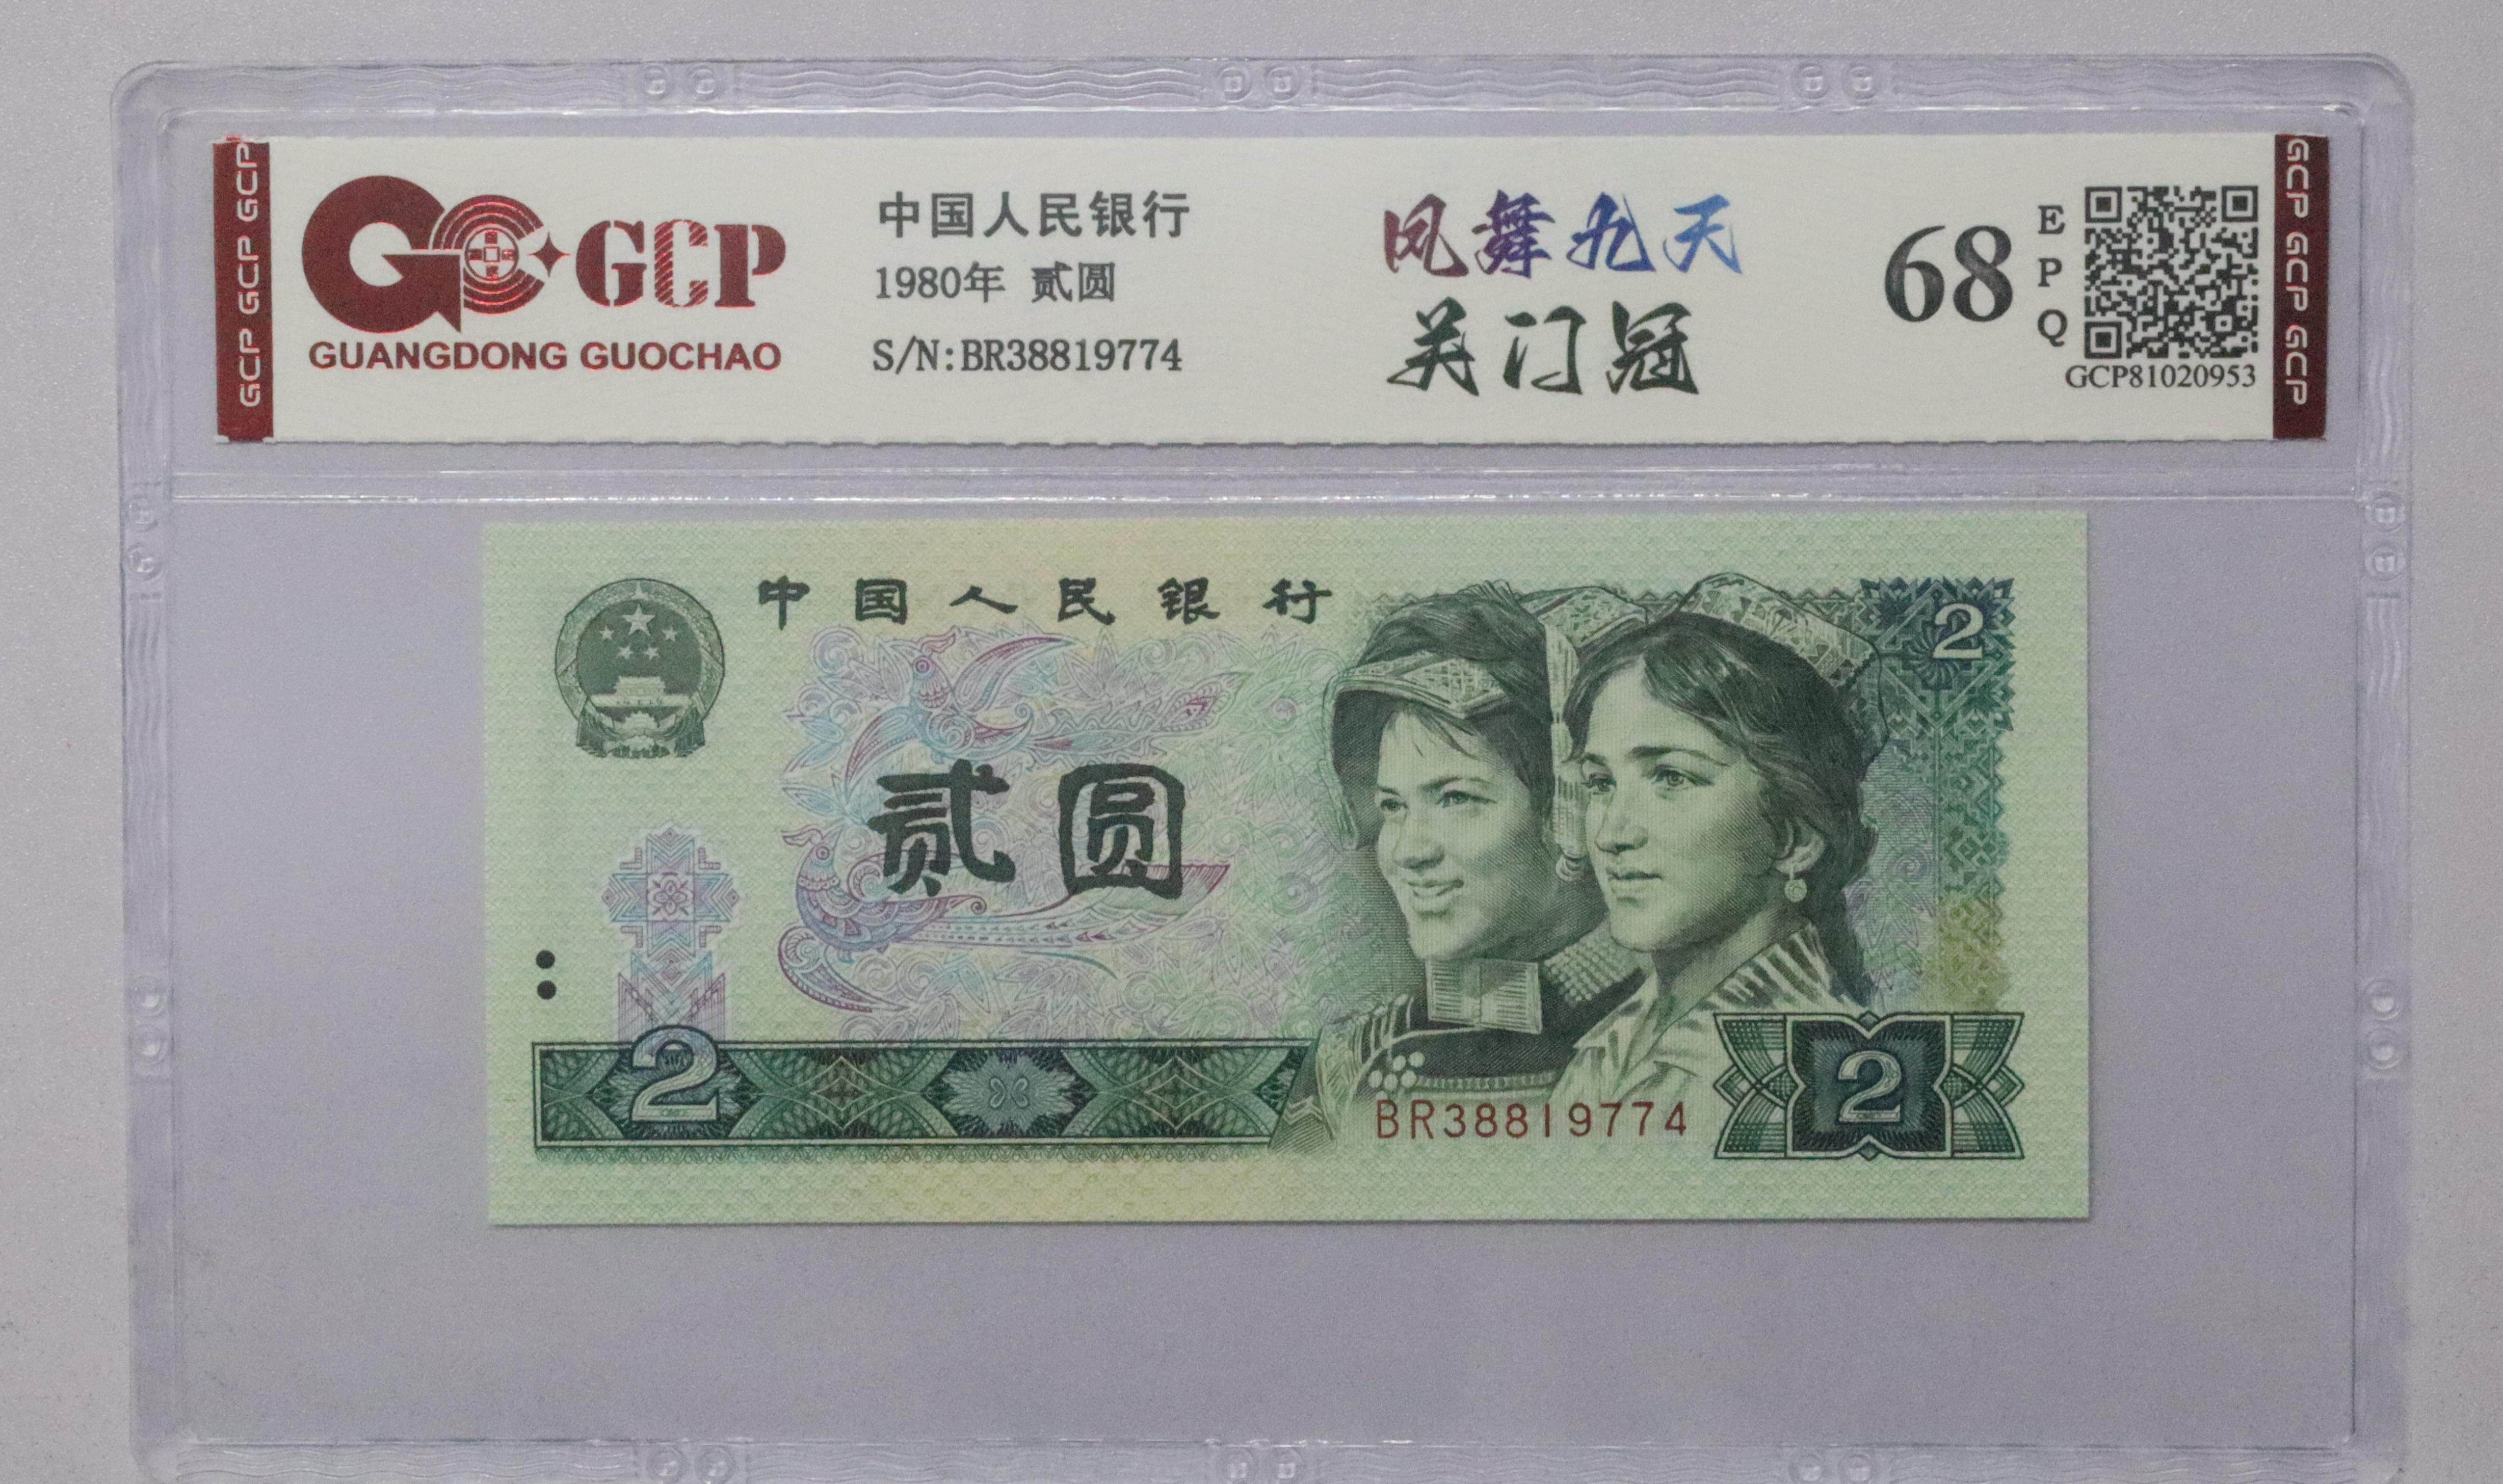 GCP GCP GCP
GCP
GUANGDONG GUOCHAO
中国人民银行
1980年 贰圆
S/N:BR38819774
凤舞九天
关门冠
68
E
P
Q
GCP81020953
GCP GCP GCP
中国人民银行
2
贰圆
2
BR38819774
2